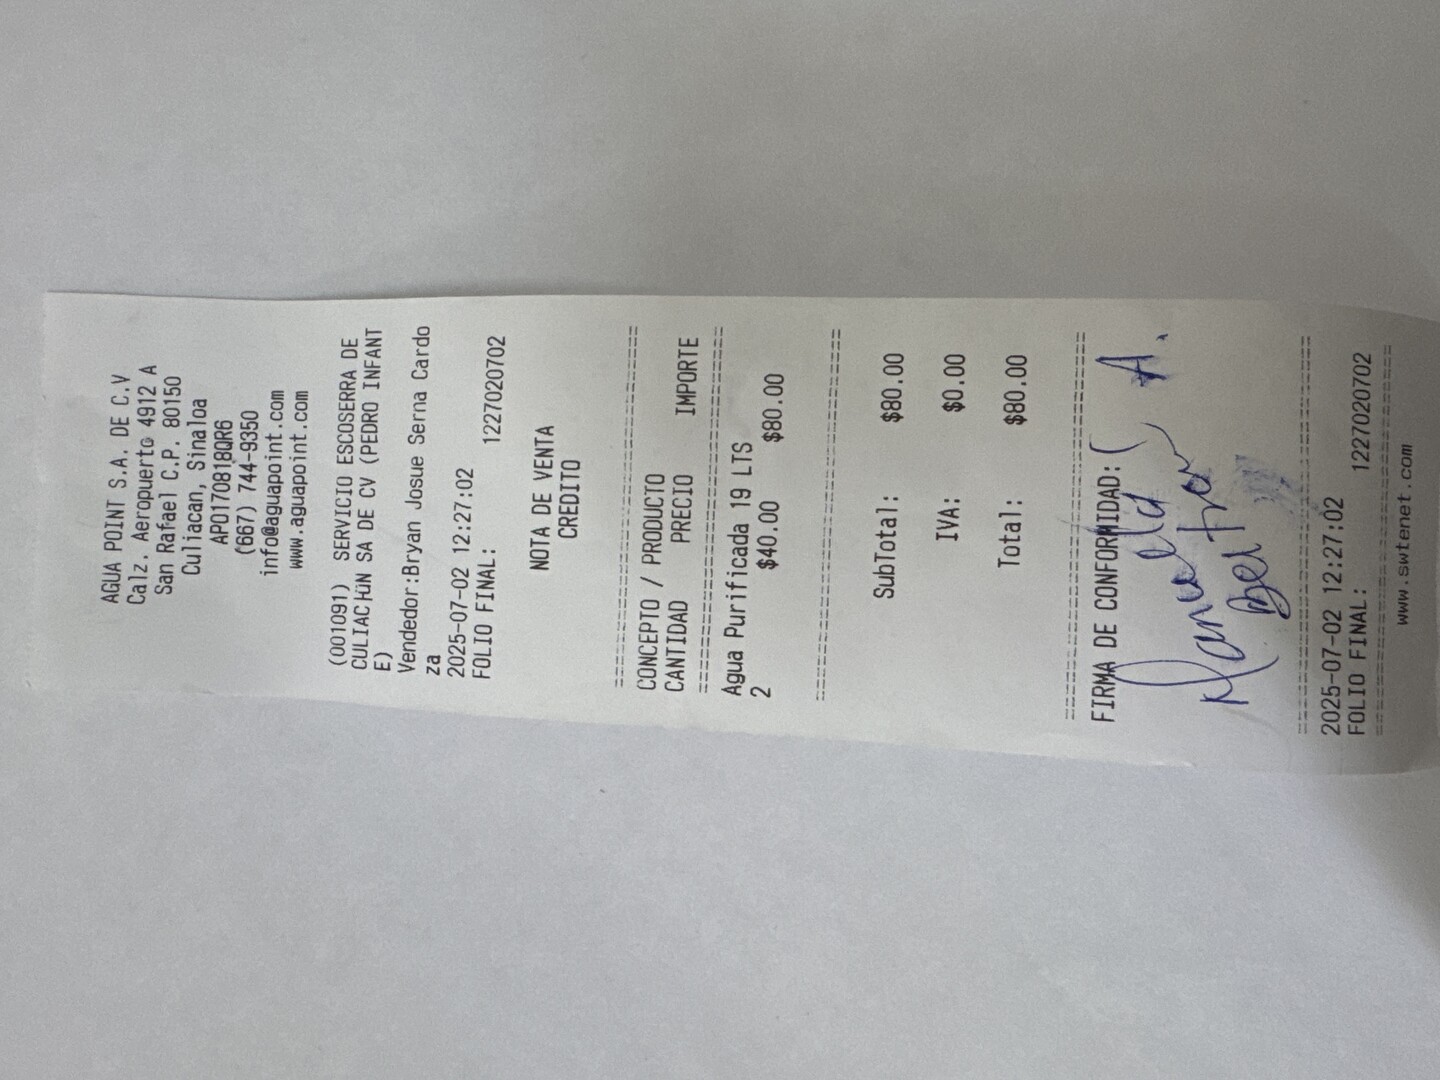 AGUA POINT S.A. DE C.V
Calz. Aeropuerto 4912 A
San Rafael C.P. 80150
Culiacan, Sinaloa
APO170818QR6
(667) 744-9350
info@aguapoint.com
www.aguapoint.com
(001091) SERVICIO ESCOSERRA DE
CULIAC SA DE CV (PEDRO INFANT
E)
Vendedor:Bryan Josue Serna Cardo
za
2025-07-02 12:27:02
FOLIO FINAL: 1227020702
NOTA DE VENTA
CREDITO
CONCEPTO / PRODUCTO
CANTIDAD PRECIO IMPORTE
Agua Purificada 19 LTS
2 $40.00 $80.00
SubTotal: $80.00
IVA: $0.00
Total: $80.00
FIRMA DE CONFORMIDAD:
Manuela A.
Beltran
2025-07-02 12:27:02
FOLIO FINAL: 1227020702
www.swtenet.com